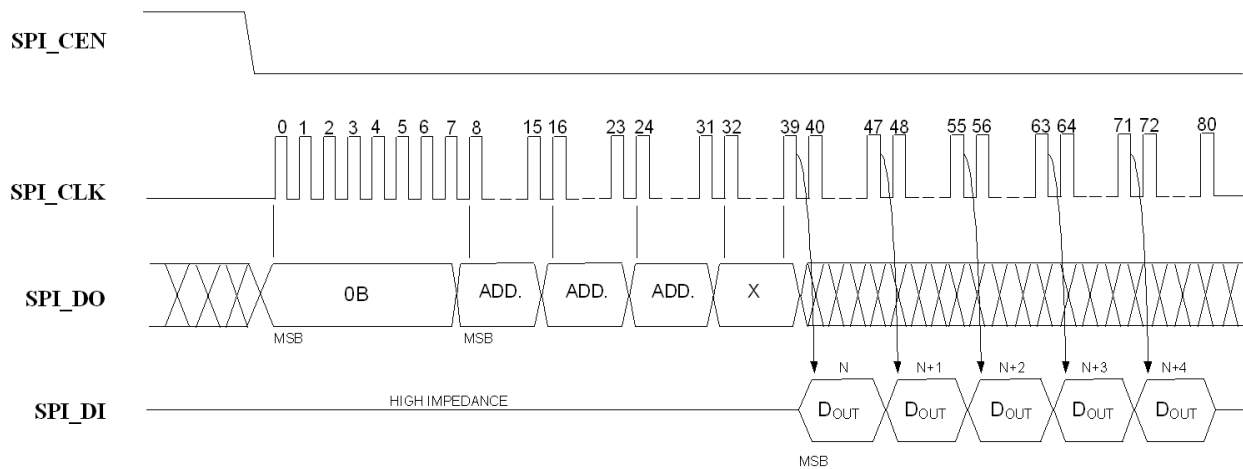 SPI_CEN
0 1 2 3 4 5 6 7 8 15 16 23 24 31 32 39 40 47 48 55 56 63 64 71 72 80
SPI_CLK
SPI_DO
0B ADD. ADD. ADD. X
MSB MSB
N N+1 N+2 N+3 N+4
HIGH IMPEDANCE
SPI_DI
DOUT DOUT DOUT DOUT DOUT
MSB